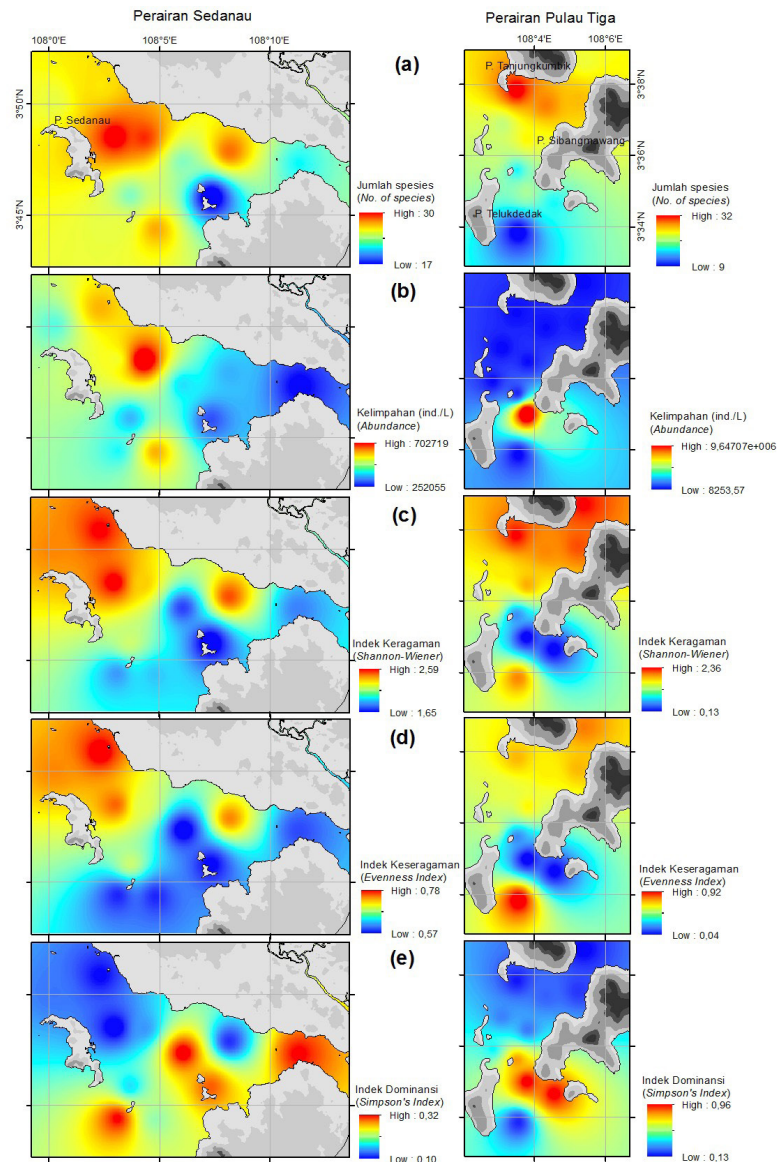 Perairan Sedanau
Perairan Pulau Tiga
108°0'E
108°5'E
108°10'E
108°4'E
108°6'E
(a)
3°50'N
3°45'N
P. Sedanau
Jumlah spesies
(No. of species)
High : 30
Low : 17
P. Tanjungkumbik
P. Sibangmawang
P. Telukdedak
3°38'N
3°36'N
3°34'N
Jumlah spesies
(No. of species)
High : 32
Low : 9
(b)
Kelimpahan (ind./L)
(Abundance)
High : 702719
Low : 252055
Kelimpahan (ind./L)
(Abundance)
High : 9,64707e+006
Low : 8253,57
(c)
Indek Keragaman
(Shannon-Wiener)
High : 2,59
Low : 1,65
Indek Keragaman
(Shannon-Wiener)
High : 2,36
Low : 0,13
(d)
Indek Keseragaman
(Evenness Index)
High : 0,78
Low : 0,57
Indek Keseragaman
(Evenness Index)
High : 0,92
Low : 0,04
(e)
Indek Dominansi
(Simpson's Index)
High : 0,32
Low : 0,10
Indek Dominansi
(Simpson's Index)
High : 0,96
Low : 0,13